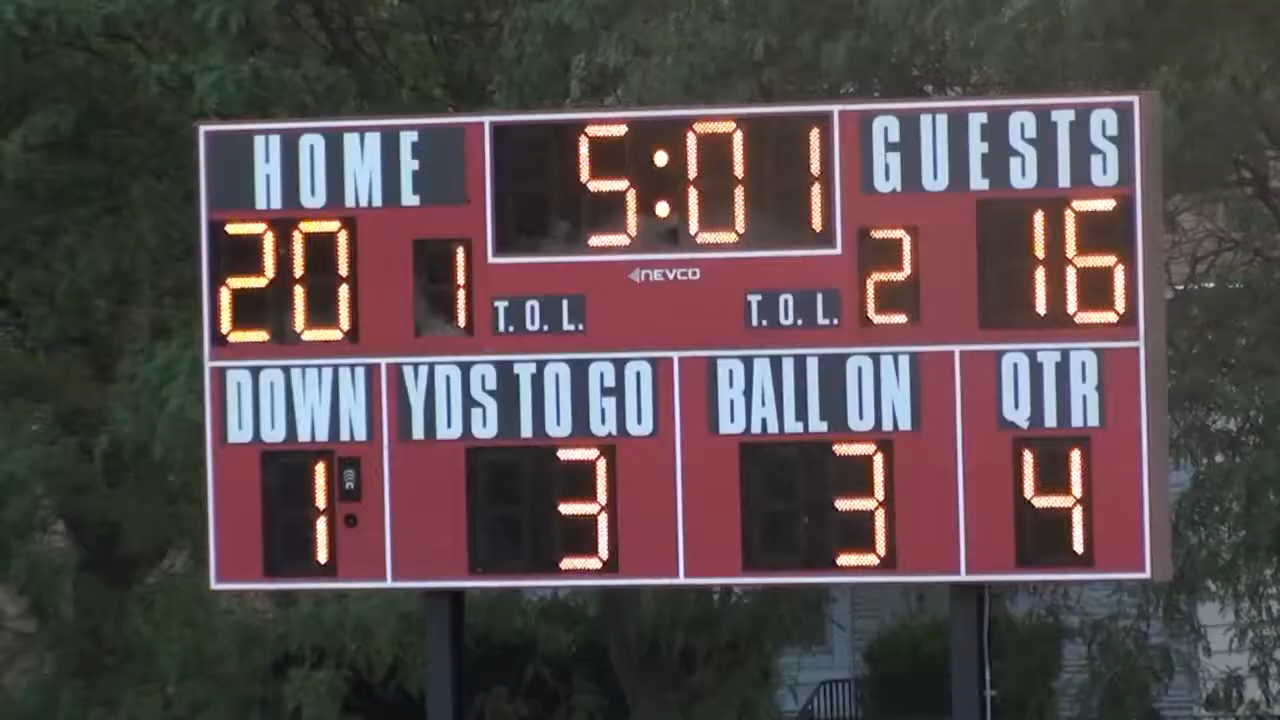 HOME 5:01 GUESTS
20 1 T.O.L. NEVCO T.O.L. 2 16
DOWN YDS TO GO BALL ON QTR
1 3 3 4